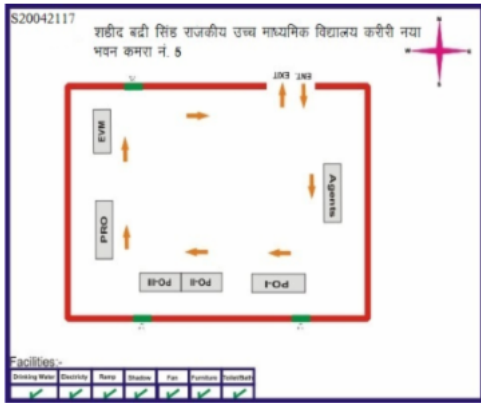 S20042117
शहीद बद्री सिंह राजकीय उच्च माध्यमिक विद्यालय करीरी नया
भवन कमरा नं. 5
N
W
E
S
EXIT ENT.
EVM
Agents
PRO
PO-III PO-II PO-I
Facilities:-
Drinking Water Electricity Ramp Shadow Fan Furniture Toilet/Bath